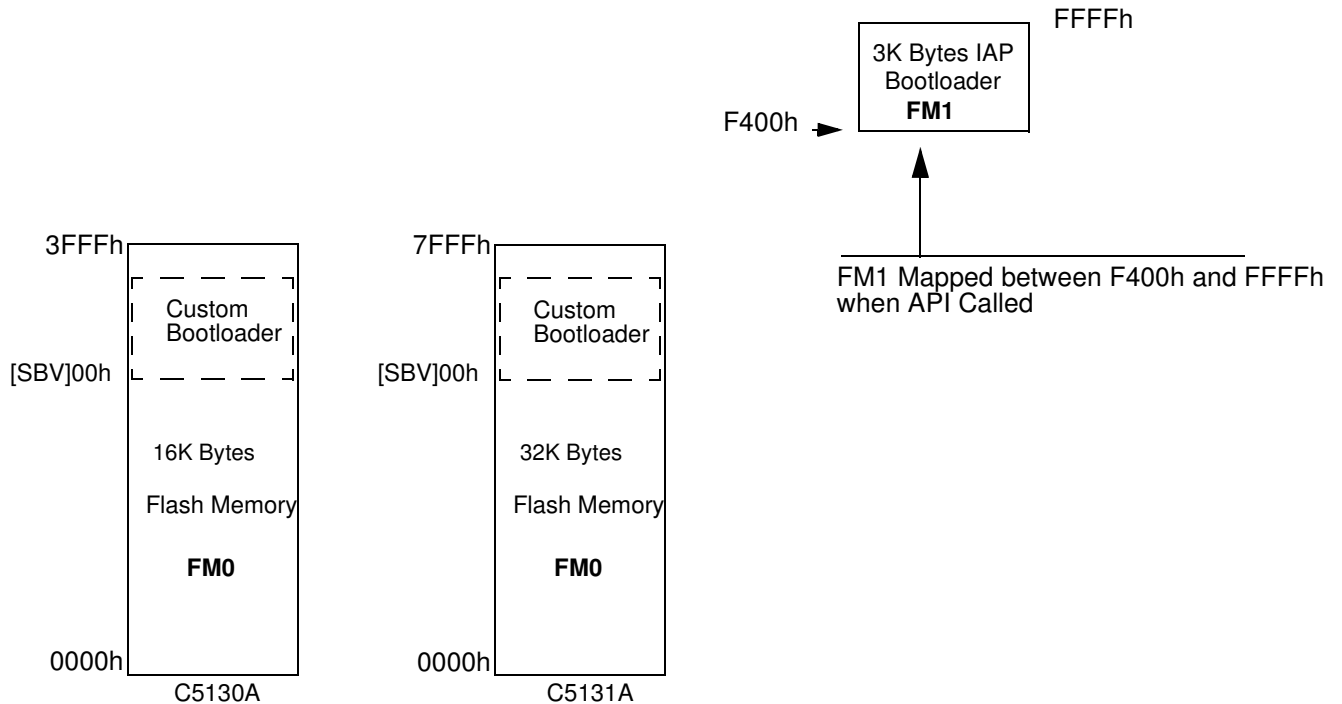 FFFFh
3K Bytes IAP
Bootloader
FM1
F400h
FM1 Mapped between F400h and FFFFh
when API Called
3FFFh
Custom
Bootloader
[SBV]00h
16K Bytes
Flash Memory
FM0
0000h
C5130A
7FFFh
Custom
Bootloader
[SBV]00h
32K Bytes
Flash Memory
FM0
0000h
C5131A